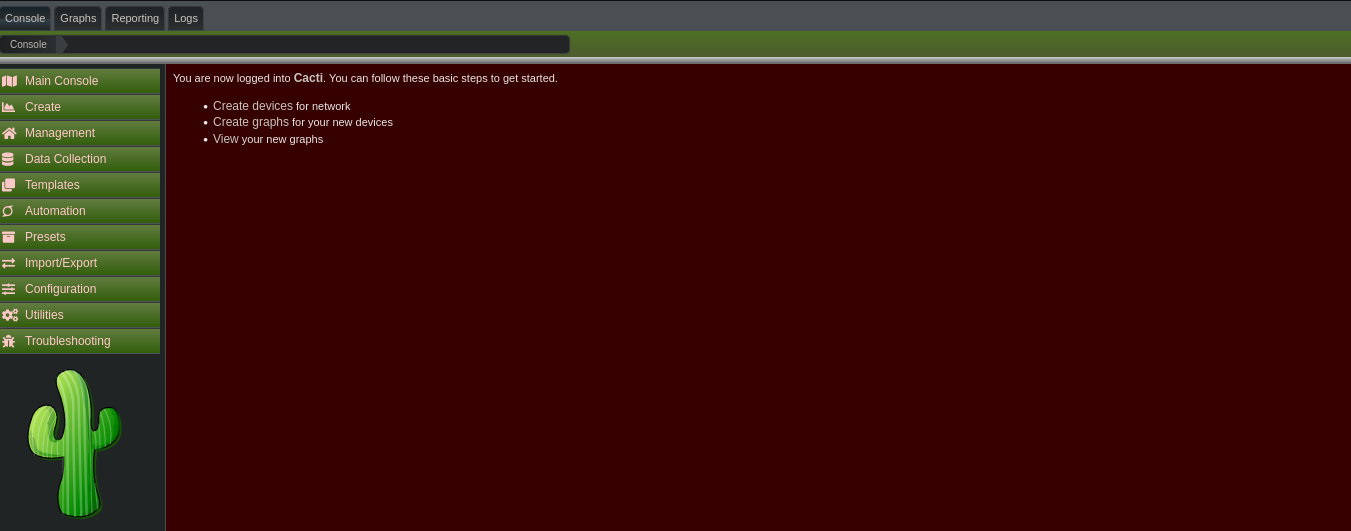 Console Graphs Reporting Logs
Console
Main Console
Create
Management
Data Collection
Templates
Automation
Presets
Import/Export
Configuration
Utilities
Troubleshooting
You are now logged into Cacti. You can follow these basic steps to get started.
• Create devices for network
• Create graphs for your new devices
• View your new graphs